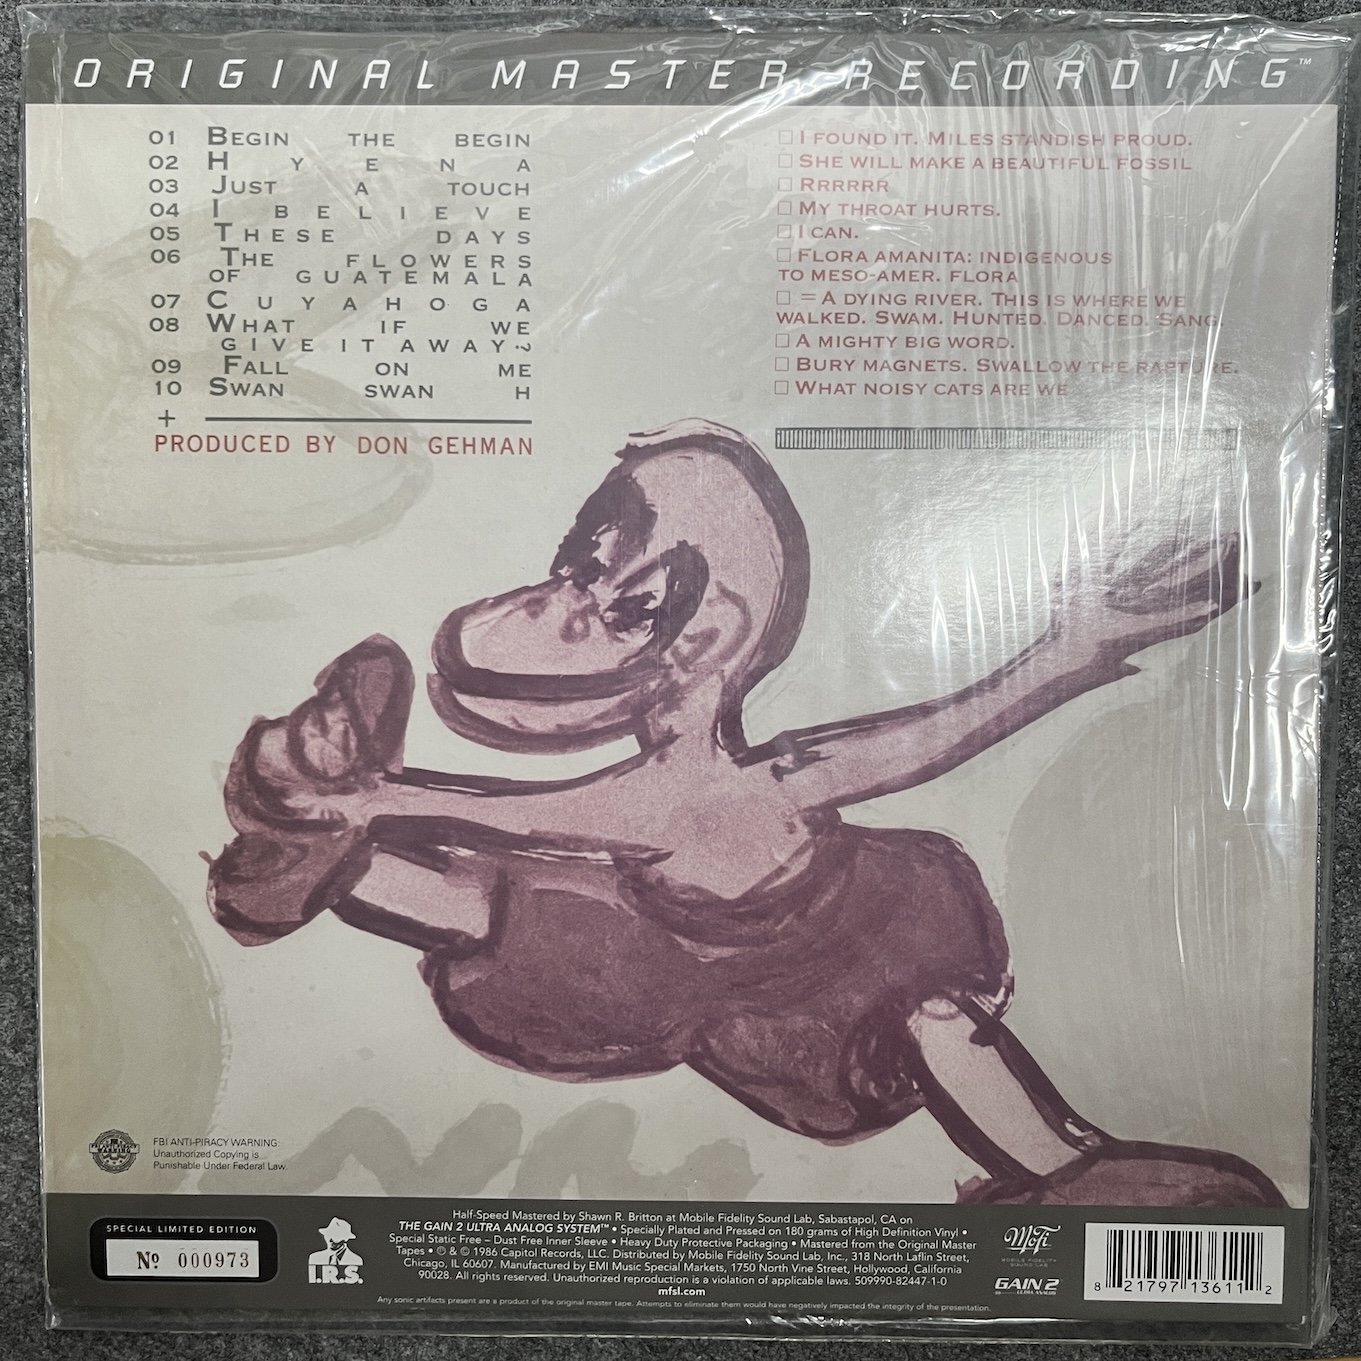 ORIGINAL MASTER RECORDING™
01 BEGIN THE BEGIN
02 HYENA
03 JUST A TOUCH
04 I BELIEVE
05 THESE DAYS
06 THE FLOWERS
OF GUATEMALA
07 CUYAHOGA
08 WHAT IF WE
GIVE IT AWAY?
09 FALL ON ME
10 SWAN SWAN H
+
PRODUCED BY DON GEHMAN
□ I FOUND IT. MILES STANDISH PROUD.
□ SHE WILL MAKE A BEAUTIFUL FOSSIL
□ RRRRRR
□ MY THROAT HURTS.
□ I CAN.
□ FLORA AMANITA: INDIGENOUS
TO MESO-AMER. FLORA
□ = A DYING RIVER. THIS IS WHERE WE
WALKED. SWAM. HUNTED. DANCED. SANG.
□ A MIGHTY BIG WORD.
□ BURY MAGNETS. SWALLOW THE RAPTURE.
□ WHAT NOISY CATS ARE WE
FBI ANTI-PIRACY WARNING:
Unauthorized Copying is
Punishable Under Federal Law.
SPECIAL LIMITED EDITION
Nº 000973
I.R.S.
Half-Speed Mastered by Shawn R. Britton at Mobile Fidelity Sound Lab, Sabastapol, CA on
THE GAIN 2 ULTRA ANALOG SYSTEM™ • Specially Plated and Pressed on 180 grams of High Definition Vinyl •
Special Static Free – Dust Free Inner Sleeve • Heavy Duty Protective Packaging • Mastered from the Original Master
Tapes • ℗ & © 1986 Capitol Records, LLC. Distributed by Mobile Fidelity Sound Lab, Inc., 318 North Laflin Street,
Chicago, IL 60607. Manufactured by EMI Music Special Markets, 1750 North Vine Street, Hollywood, California
90028. All rights reserved. Unauthorized reproduction is a violation of applicable laws. 509990-82447-1-0
mfsl.com
Any sonic artifacts present are a product of the original master tape. Attempts to eliminate them would have negatively impacted the integrity of the presentation.
MoFi
MOBILE FIDELITY
SOUND LAB
GAIN 2
ULTRA ANALOG
8 21797 13611 2